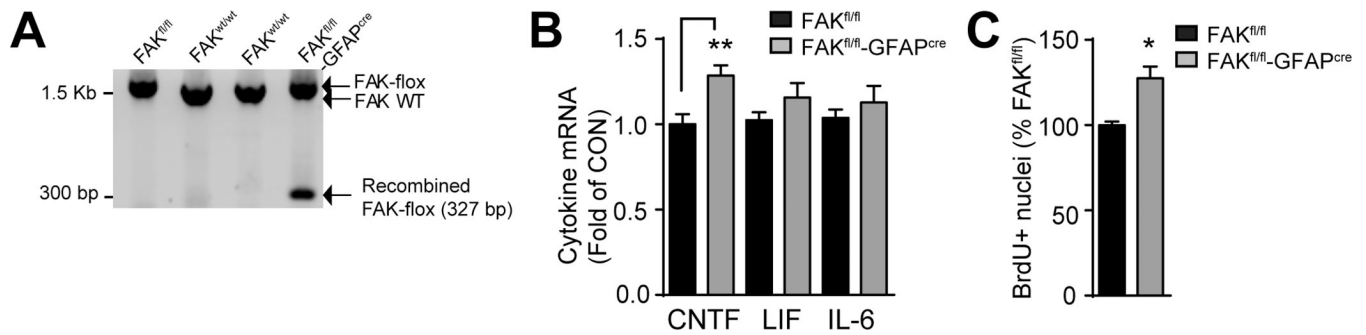 A
FAKfl/fl
FAKwt/wt
FAKwt/wt
FAKfl/fl
-GFAPcre
1.5 Kb
FAK-flox
FAK WT
300 bp
Recombined
FAK-flox (327 bp)
B
FAKfl/fl
FAKfl/fl-GFAPcre
Cytokine mRNA
(Fold of CON)
1.5
1.0
0.5
0.0
**
CNTF LIF IL-6
C
FAKfl/fl
FAKfl/fl-GFAPcre
BrdU+ nuclei (% FAKfl/fl)
150
100
50
0
*